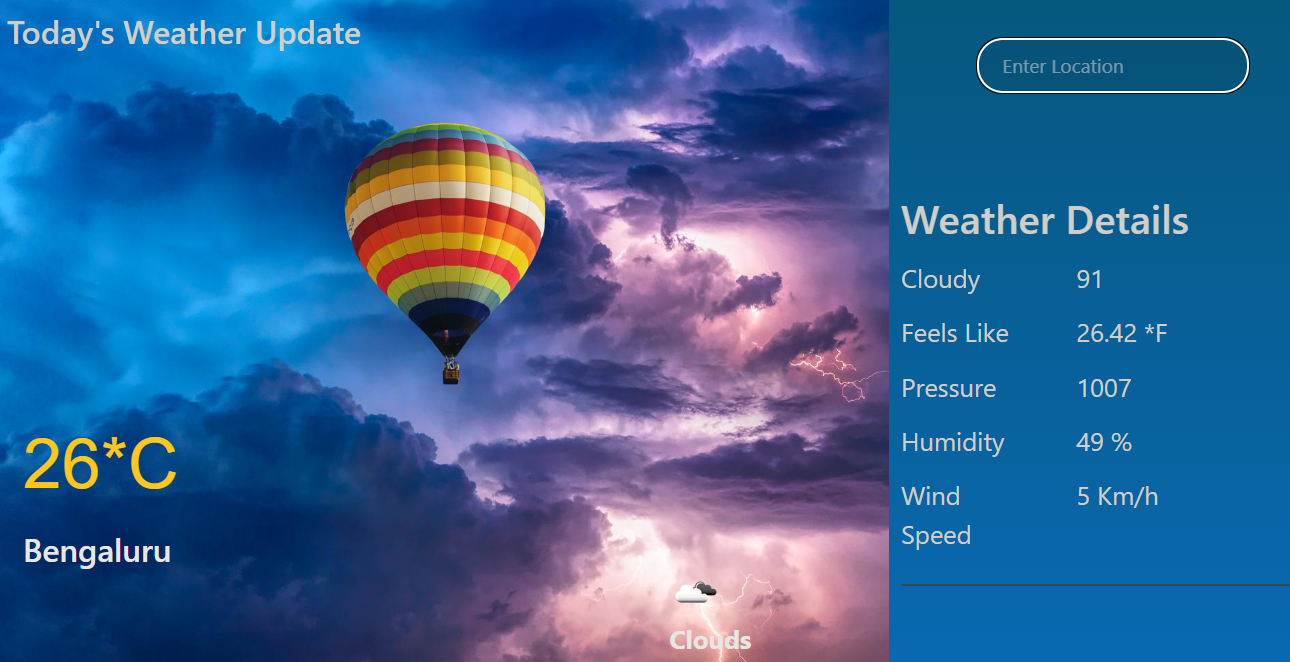 Today's Weather Update
26*C
Bengaluru
Clouds
Enter Location
Weather Details
Cloudy 91
Feels Like 26.42 *F
Pressure 1007
Humidity 49 %
Wind 5 Km/h
Speed